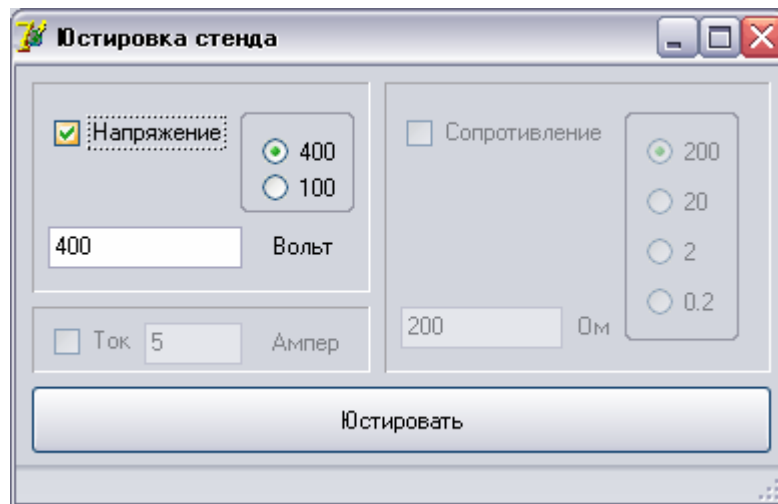 Юстировка стенда
Напряжение
400
100
400 Вольт
Ток 5 Ампер
Сопротивление
200
20
2
0.2
200 Ом
Юстировать